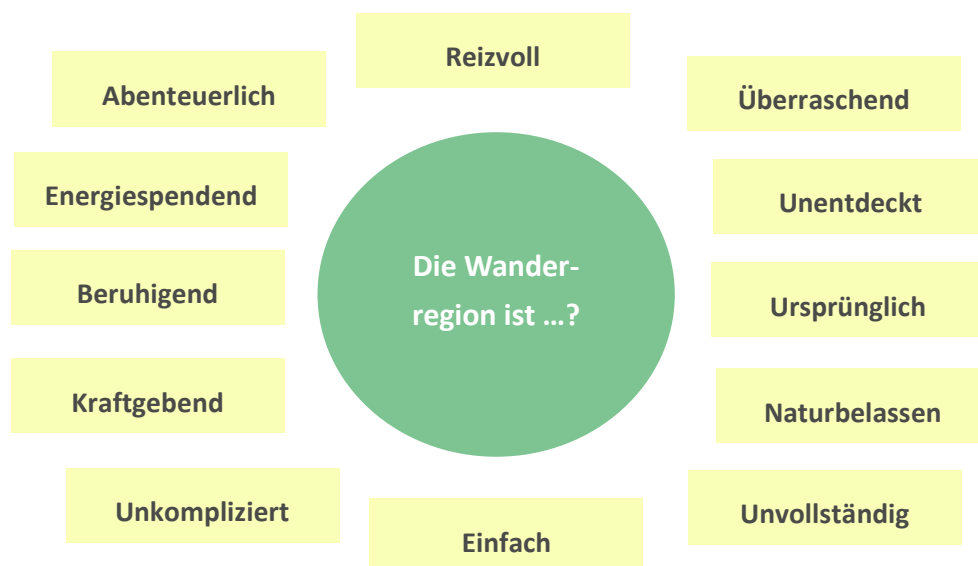 Reizvoll
Abenteuerlich
Überraschend
Energiespendend
Unentdeckt
Die Wander-
region ist ...?
Beruhigend
Ursprünglich
Kraftgebend
Naturbelassen
Unkompliziert
Unvollständig
Einfach